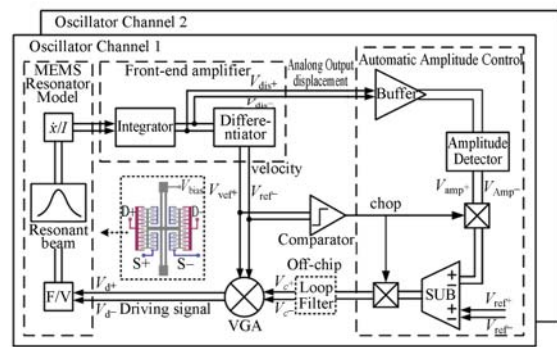 Oscillator Channel 2
Oscillator Channel 1
MEMS
Resonator
Model
Front-end amplifier
Analong Output
displacement
Automatic Amplitude Control
Vdis+
Vdis−
Buffer
ẋ/I
Integrator
Differe-
ntiator
Amplitude
Detector
velocity
Vvef+
Vref−
Vamp+
VAmp−
Vbias
D+
D−
Resonant
beam
S+
S−
Comparator
chop
Off-chip
Loop
Filter
Vc+
Vc−
SUB
+
−
−
+
Vref+
Vref−
F/V
Vd+
Vd−
Driving signal
VGA